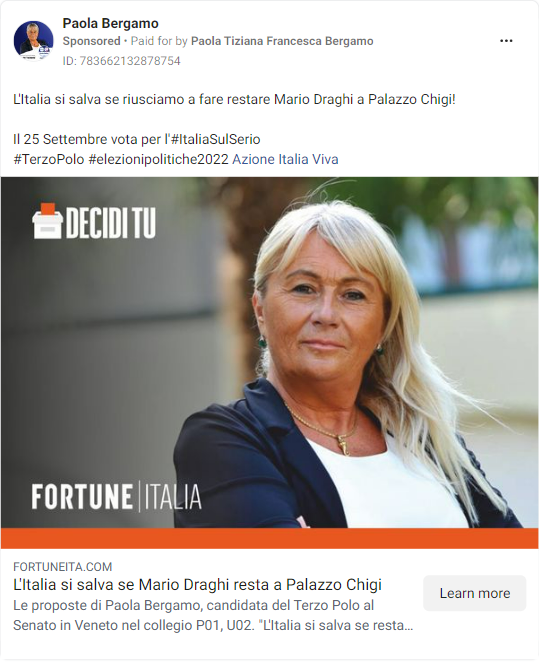 Paola Bergamo
Sponsored • Paid for by Paola Tiziana Francesca Bergamo
ID: 783662132878754
L'Italia si salva se riusciamo a fare restare Mario Draghi a Palazzo Chigi!
Il 25 Settembre vota per l'#ItaliaSulSerio
#TerzoPolo #elezionipolitiche2022 Azione Italia Viva
DECIDI TU
FORTUNE | ITALIA
FORTUNEITA.COM
L'Italia si salva se Mario Draghi resta a Palazzo Chigi
Le proposte di Paola Bergamo, candidata del Terzo Polo al
Senato in Veneto nel collegio P01, U02. "L'Italia si salva se resta...
Learn more